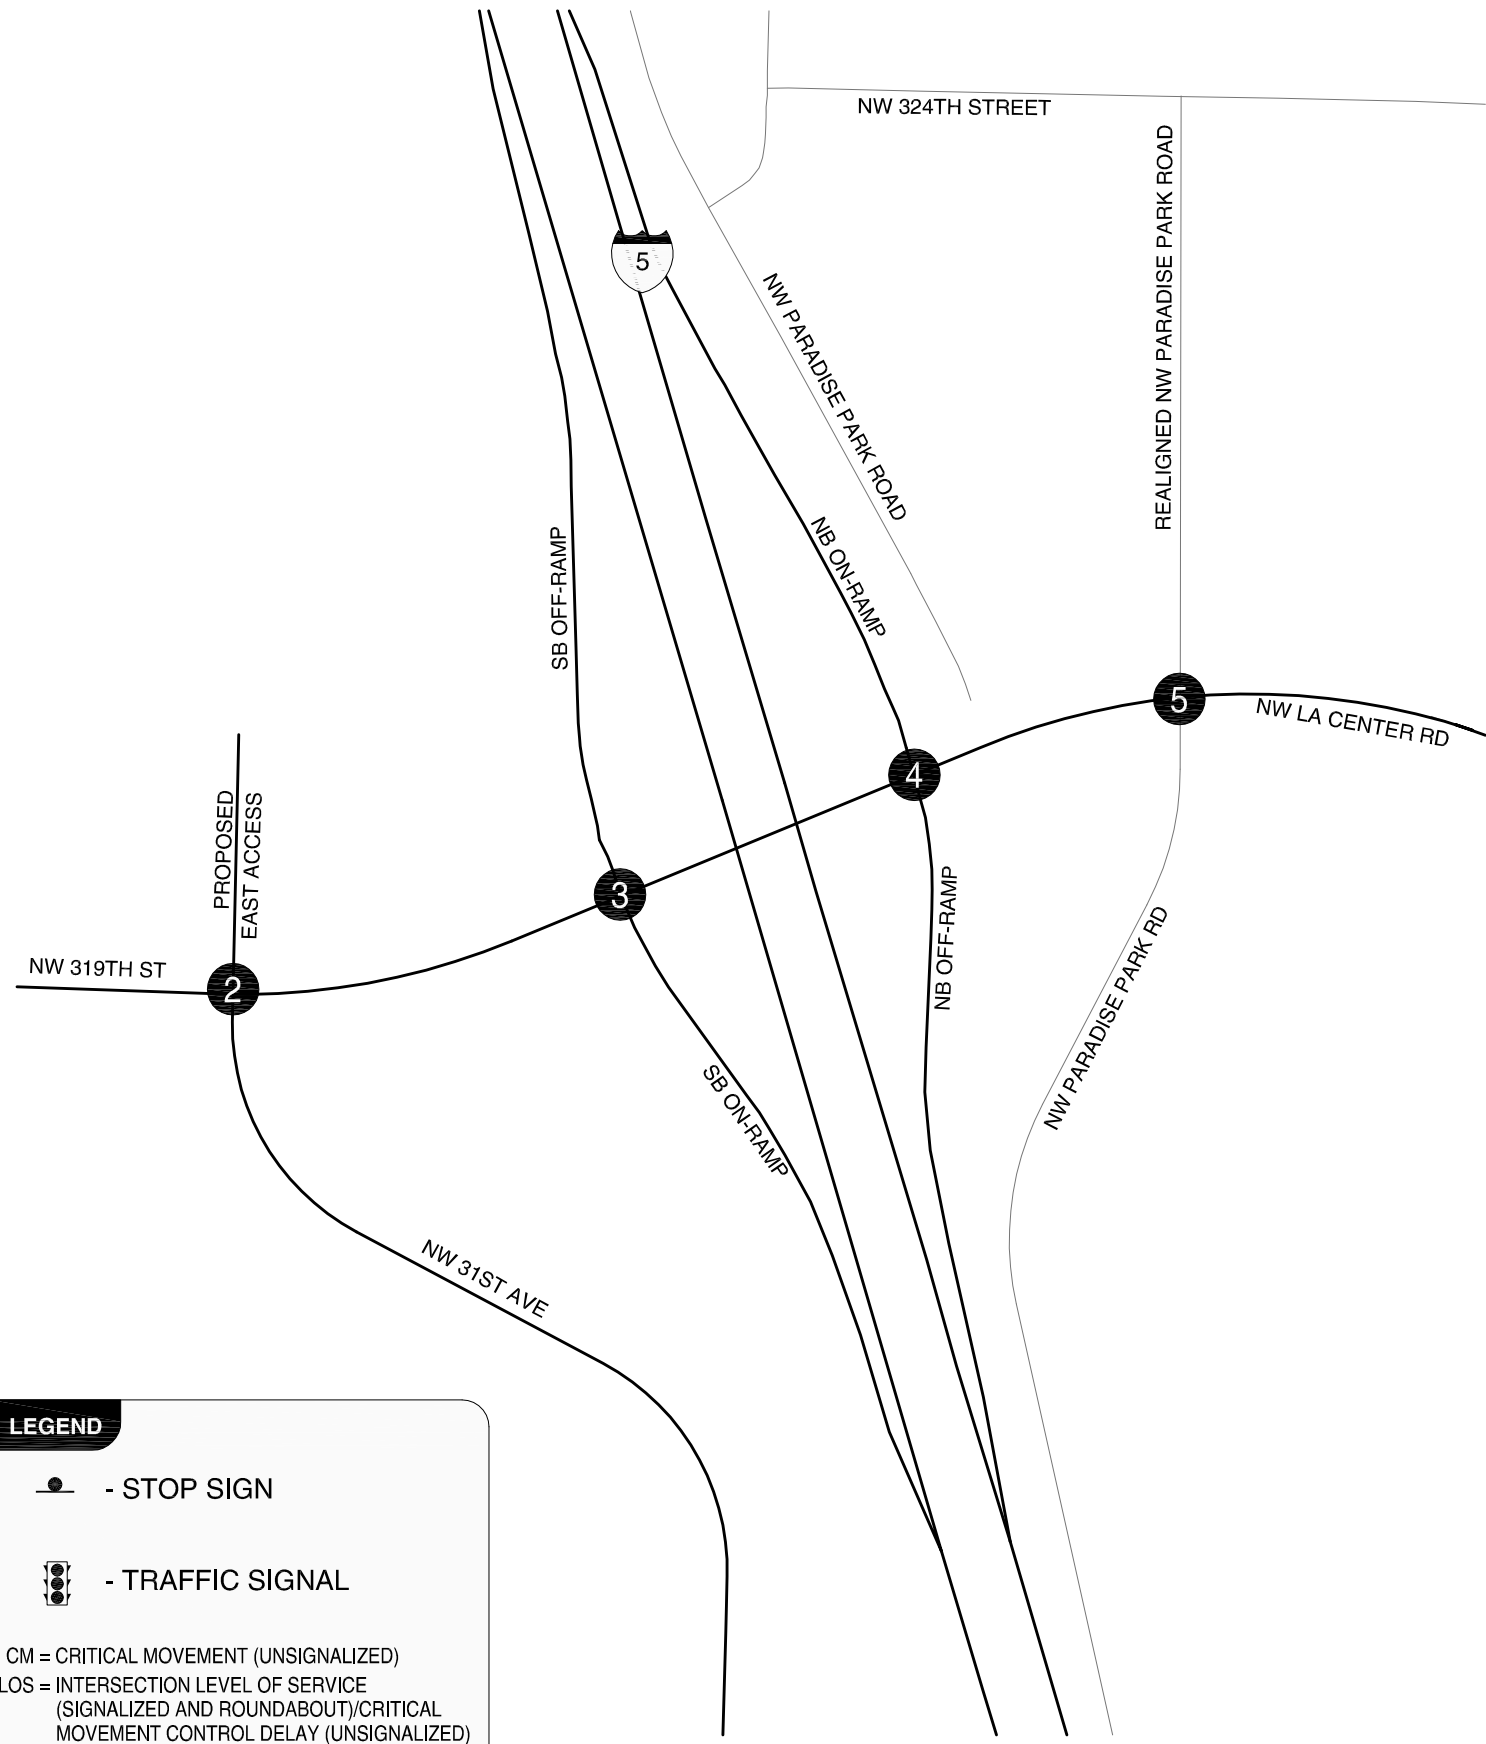 NW 324TH STREET
REALIGNED NW PARADISE PARK ROAD
5
NW PARADISE PARK ROAD
NB ON-RAMP
SB OFF-RAMP
5
NW LA CENTER RD
4
PROPOSED
EAST ACCESS
3
NB OFF-RAMP
NW PARADISE PARK RD
NW 319TH ST
2
SB ON-RAMP
NW 31ST AVE
LEGEND
- STOP SIGN
- TRAFFIC SIGNAL
CM = CRITICAL MOVEMENT (UNSIGNALIZED)
LOS = INTERSECTION LEVEL OF SERVICE
(SIGNALIZED AND ROUNDABOUT)/CRITICAL
MOVEMENT CONTROL DELAY (UNSIGNALIZED)